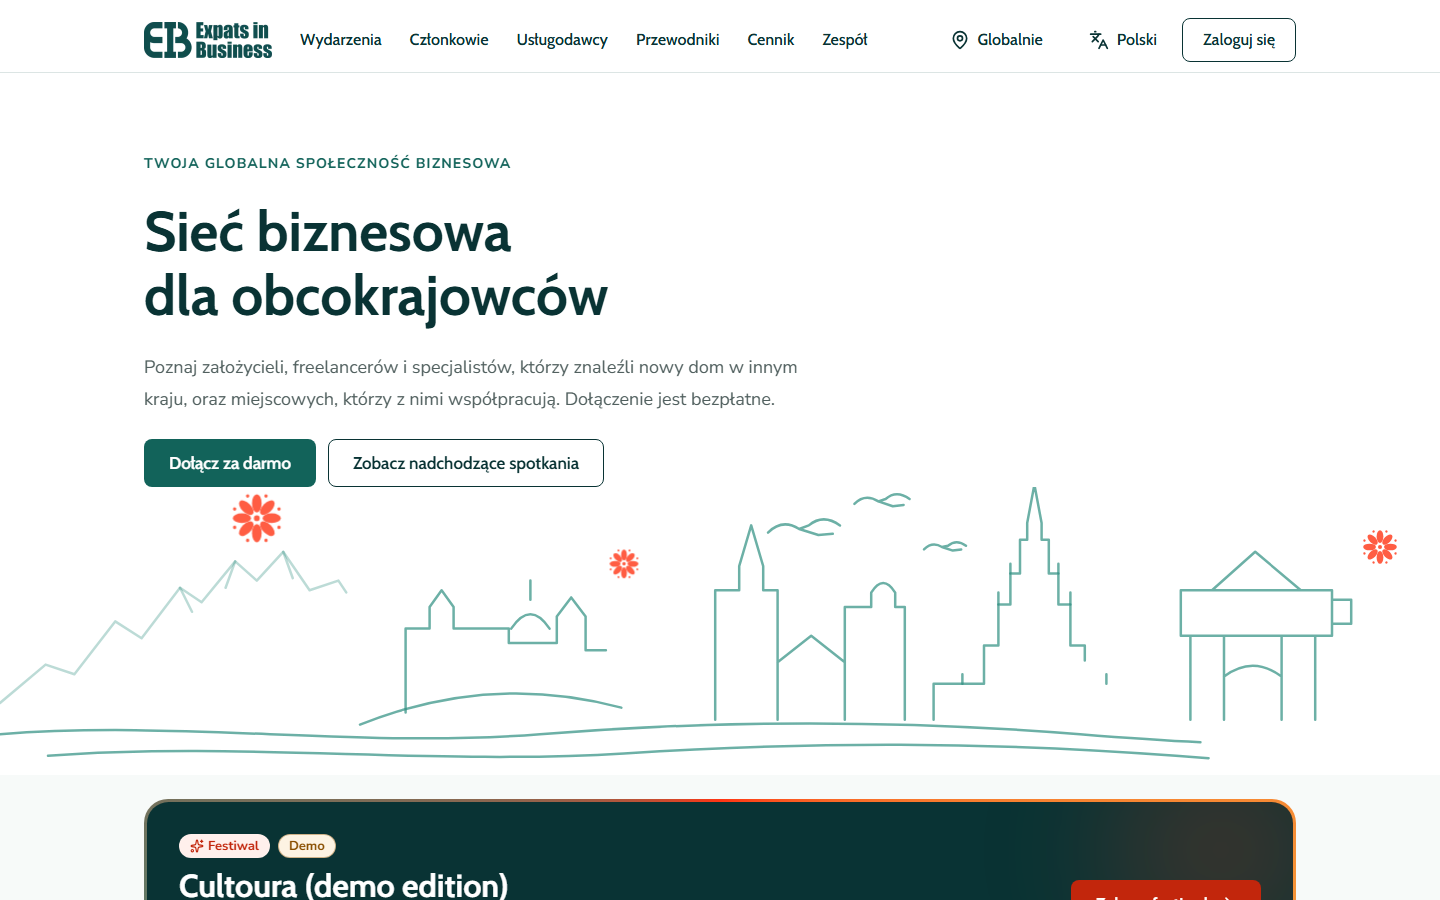 EIB Expats in
Business
Wydarzenia
Członkowie
Usługodawcy
Przewodniki
Cennik
Zespół
Globalnie
Polski
Zaloguj się
TWOJA GLOBALNA SPOŁECZNOŚĆ BIZNESOWA
Sieć biznesowa
dla obcokrajowców
Poznaj założycieli, freelancerów i specjalistów, którzy znaleźli nowy dom w innym
kraju, oraz miejscowych, którzy z nimi współpracują. Dołączenie jest bezpłatne.
Dołącz za darmo
Zobacz nadchodzące spotkania
Festiwal
Demo
Cultoura (demo edition)